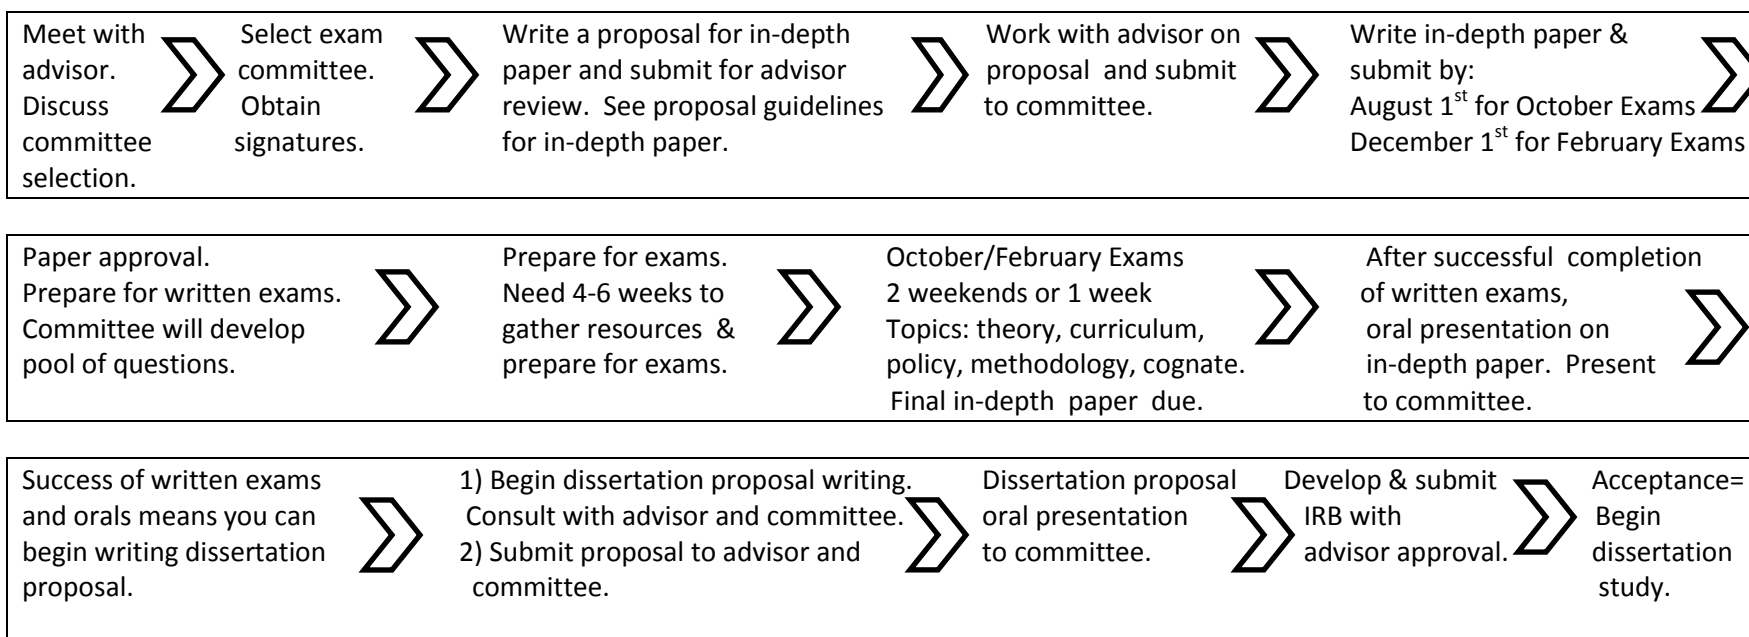 Meet with
advisor.
Discuss
committee
selection.
Select exam
committee.
Obtain
signatures.
Write a proposal for in-depth
paper and submit for advisor
review.  See proposal guidelines
for in-depth paper.
Work with advisor on
proposal  and submit
to committee.
Write in-depth paper &
submit by:
August 1st for October Exams
December 1st for February Exams
Paper approval.
Prepare for written exams.
Committee will develop
pool of questions.
Prepare for exams.
Need 4-6 weeks to
gather resources  &
prepare for exams.
October/February Exams
2 weekends or 1 week
Topics: theory, curriculum,
policy, methodology, cognate.
Final in-depth  paper  due.
After successful  completion
of written exams,
oral presentation on
in-depth paper.  Present
to committee.
Success of written exams
and orals means you can
begin writing dissertation
proposal.
1) Begin dissertation proposal writing.
Consult with advisor and committee.
2) Submit proposal to advisor and
committee.
Dissertation proposal
oral presentation
to committee.
Develop & submit
IRB with
advisor approval.
Acceptance=
Begin
dissertation
study.